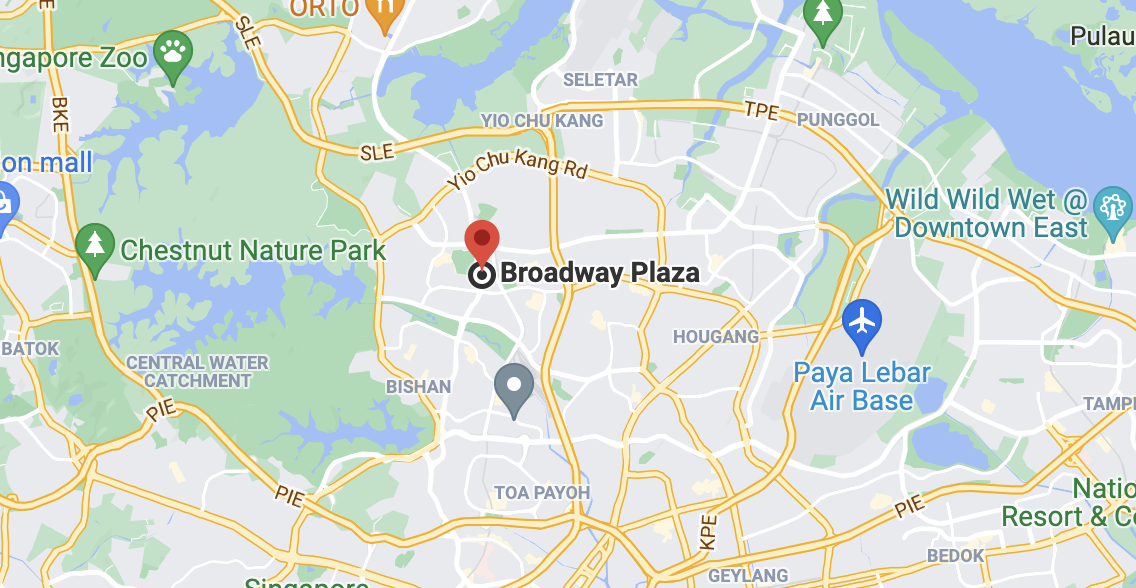 ORTO
SLE
Pulau
ngapore Zoo
SELETAR
BKE
TPE
YIO CHU KANG
PUNGGOL
SLE
on mall
Yio Chu Kang Rd
Wild Wild Wet @
Downtown East
Chestnut Nature Park
Broadway Plaza
HOUGANG
BATOK
CENTRAL WATER
CATCHMENT
BISHAN
Paya Lebar
Air Base
TAMP
PIE
PIE
TOA PAYOH
PIE
Natio
Resort & C
KPE
BEDOK
GEYLANG
Singapore